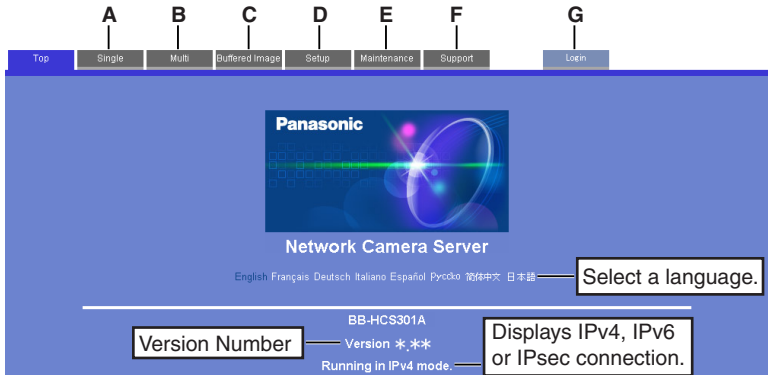 A B C D E F G
Top Single Multi Buffered Image Setup Maintenance Support Login
Panasonic
Network Camera Server
English Français Deutsch Italiano Español Русско 简体中文 日本語
Select a language.
BB-HCS301A
Version Number
Version *.**
Displays IPv4, IPv6
or IPsec connection.
Running in IPv4 mode.